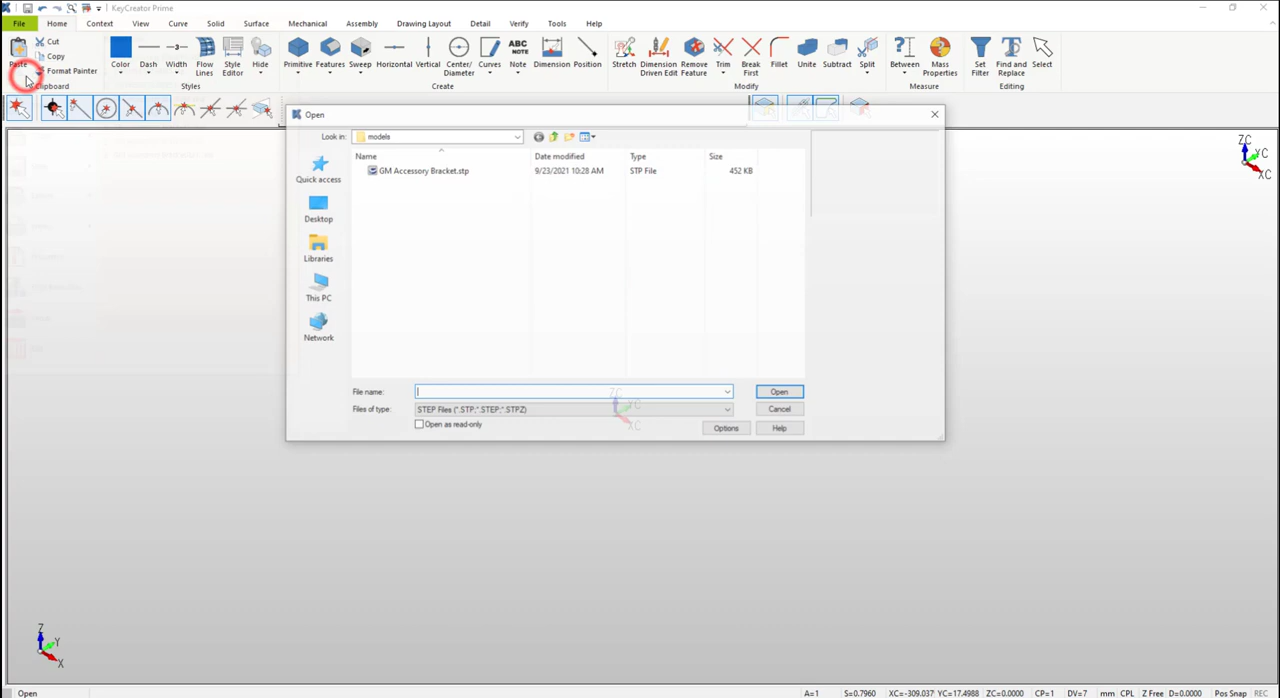 KeyCreator Prime
File Home Context View Curve Solid Surface Mechanical Assembly Drawing Layout Detail Verify Tools Help
Paste
Cut
Copy
Format Painter
Clipboard
Color Dash Width Flow Lines Style Editor Hide
Styles
Primitive Features Sweep Horizontal Vertical Center/ Diameter Curves ABC NOTE Note Dimension Position
Create
Stretch Dimension Driven Edit Remove Feature Trim Break First Fillet Unite Subtract Split
Modify
Between Mass Properties
Measure
Set Filter Find and Replace Select
Editing
Open
Look in: models
Name Date modified Type Size
GM Accessory Bracket.stp 9/23/2021 10:28 AM STP File 452 KB
Quick access
Desktop
Libraries
This PC
Network
File name: Open
Files of type: STEP Files (*.STP;*.STEP;*.STPZ) Cancel
Open as read-only Options Help
ZC
YC
XC
ZC
YC
XC
Z
Y
X
Open A=1 S=0.7960 XC=-309.037 YC=17.4988 ZC=0.0000 CP=1 DV=7 mm CPL Z Free D=0.0000 Pos Snap REC